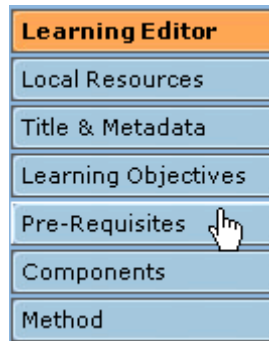 Learning Editor
Local Resources
Title & Metadata
Learning Objectives
Pre-Requisites
Components
Method